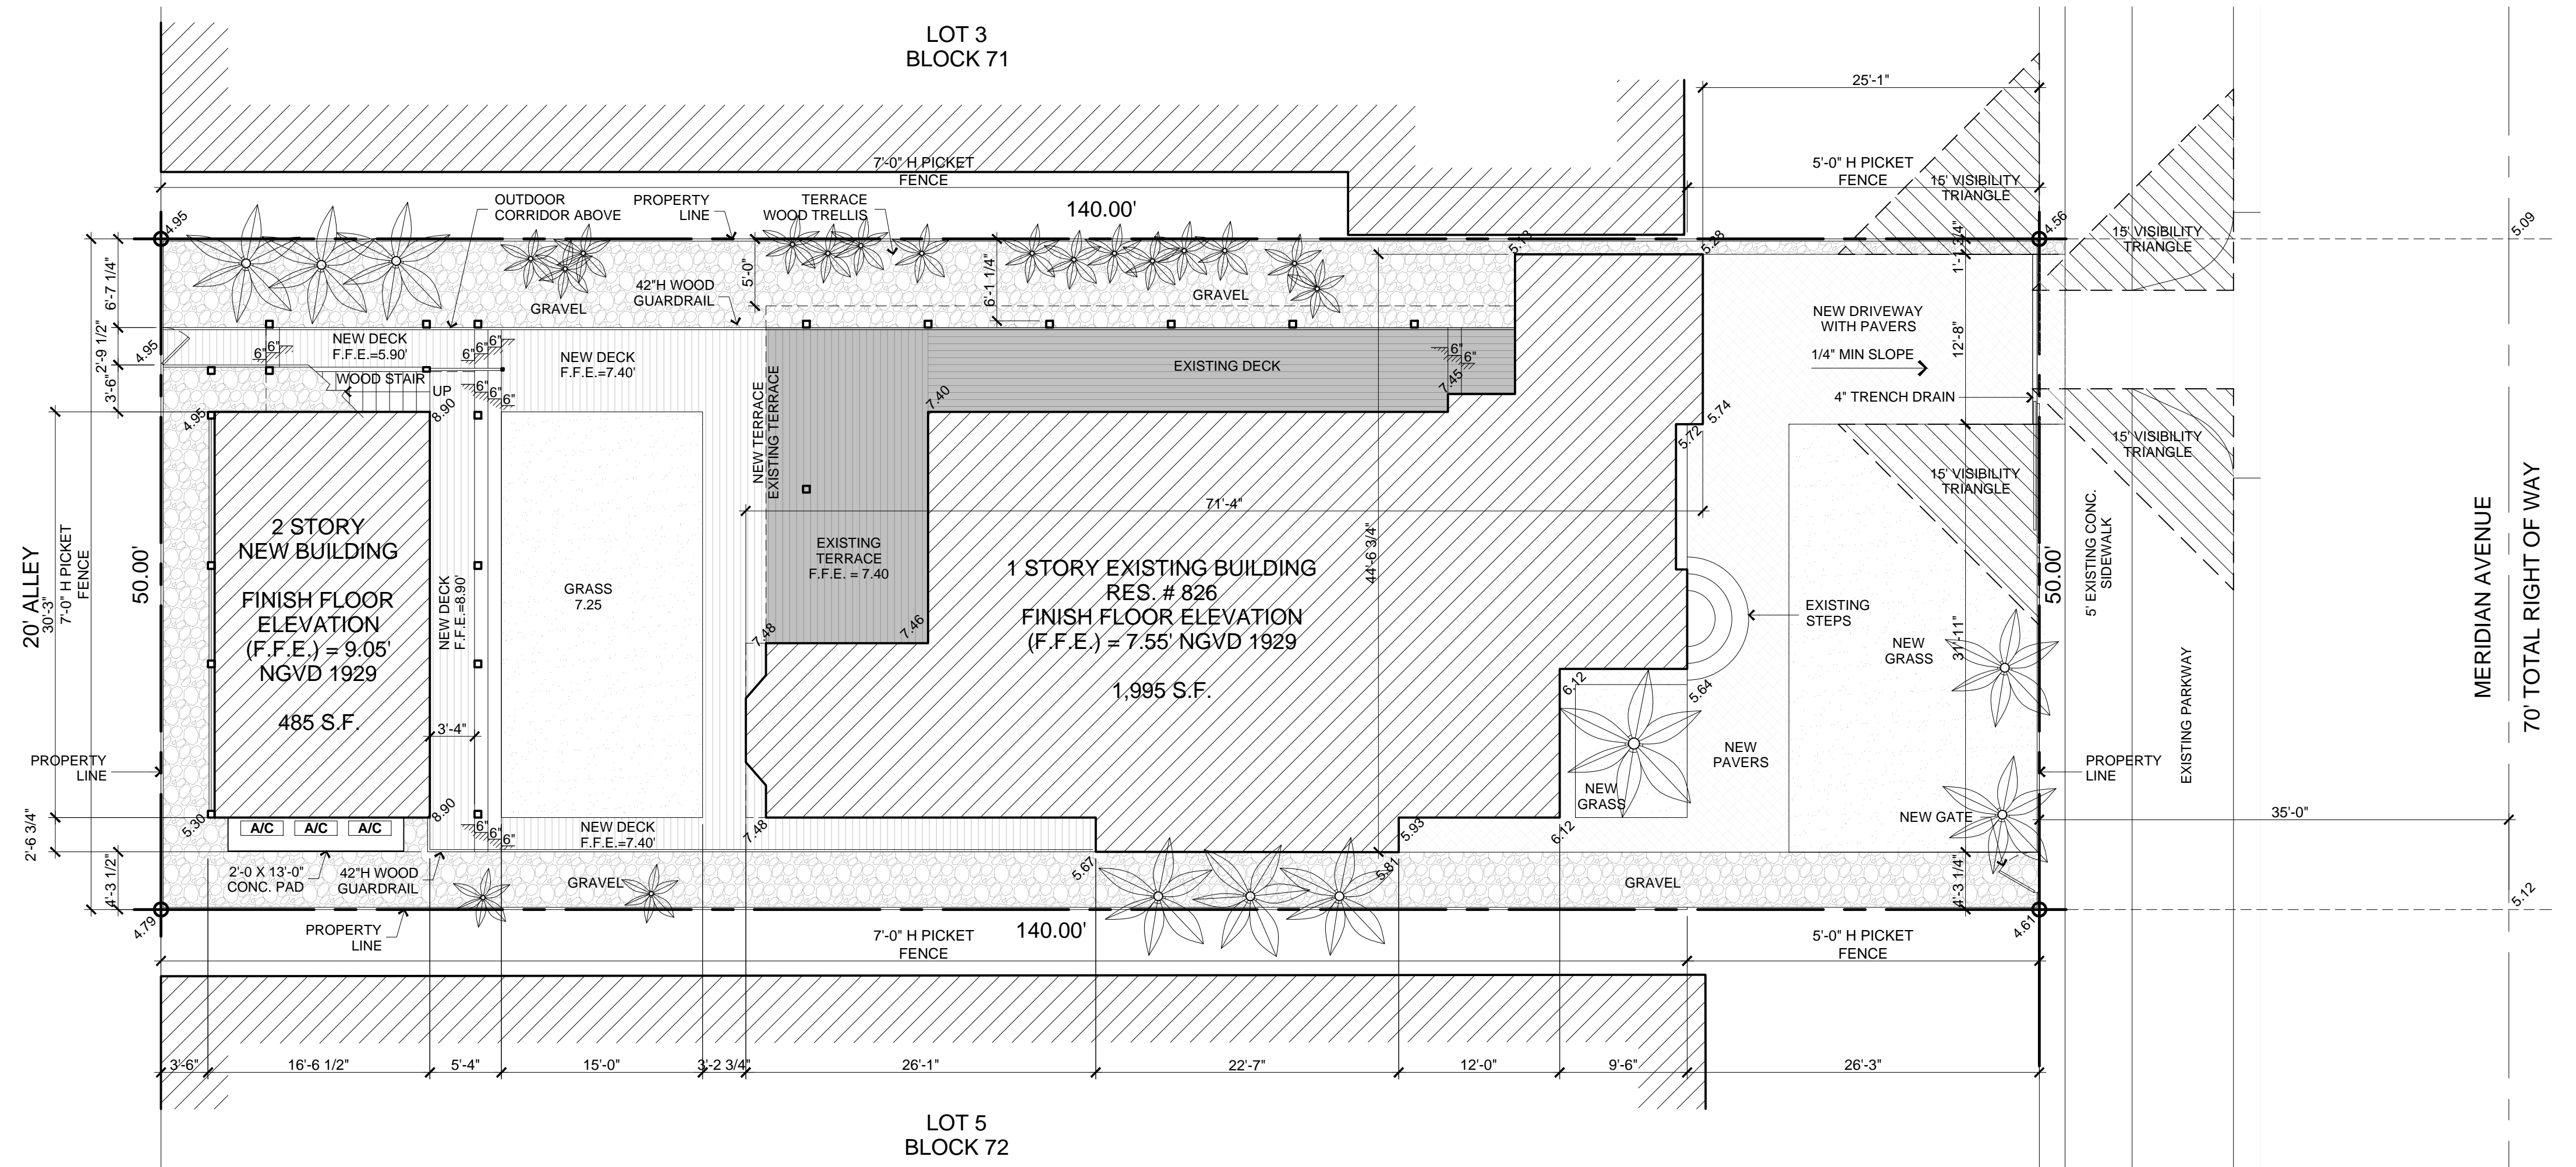 LOT 3
BLOCK 71
25'-1"
7'-0" H PICKET
FENCE
5'-0" H PICKET
FENCE
15' VISIBILITY
TRIANGLE
OUTDOOR
CORRIDOR ABOVE
PROPERTY
LINE
TERRACE
WOOD TRELLIS
140.00'
4.95
4.56
5.09
15' VISIBILITY
TRIANGLE
5.13
5.28
1'-1 3/4"
6'-7 1/4"
5'-0"
6'-1 1/4"
42"H WOOD
GUARDRAIL
GRAVEL
GRAVEL
NEW DRIVEWAY
WITH PAVERS
1/4" MIN SLOPE
12'-8"
4" TRENCH DRAIN
2'-9 1/2"
4.95
3'-6"
NEW DECK
F.F.E.=5.90'
6"
6"
6"
6"
6"
6"
6"
6"
6"
6"
WOOD STAIR
UP
NEW DECK
F.F.E.=7.40'
EXISTING DECK
7.45
7.40
NEW TERRACE
EXISTING TERRACE
4.95
8.90
5.74
5.72
15' VISIBILITY
TRIANGLE
15' VISIBILITY
TRIANGLE
71'-4"
44'-6 3/4"
20' ALLEY
30'-3"
7'-0" H PICKET
FENCE
50.00'
2 STORY
NEW BUILDING
FINISH FLOOR
ELEVATION
(F.F.E.) = 9.05'
NGVD 1929
485 S.F.
NEW DECK
F.F.E.=8.90'
3'-4"
GRASS
7.25
EXISTING
TERRACE
F.F.E. = 7.40
7.48
7.46
1 STORY EXISTING BUILDING
RES. # 826
FINISH FLOOR ELEVATION
(F.F.E.) = 7.55' NGVD 1929
1,995 S.F.
EXISTING
STEPS
NEW
GRASS
31'-11"
50.00'
5' EXISTING CONC.
SIDEWALK
EXISTING PARKWAY
MERIDIAN AVENUE
70' TOTAL RIGHT OF WAY
6.12
5.64
NEW
PAVERS
NEW
GRASS
PROPERTY
LINE
PROPERTY
LINE
NEW GATE
35'-0"
2'-6 3/4"
5.30
A/C
A/C
A/C
8.90
6"
6"
6"
NEW DECK
F.F.E.=7.40'
7.48
5.93
6.12
5.67
5.81
2'-0 X 13'-0"
CONC. PAD
42"H WOOD
GUARDRAIL
GRAVEL
GRAVEL
4'-3 1/2"
4'-3 1/4"
4.79
4.61
5.12
PROPERTY
LINE
7'-0" H PICKET
FENCE
140.00'
5'-0" H PICKET
FENCE
3'-6"
16'-6 1/2"
5'-4"
15'-0"
3'-2 3/4"
26'-1"
22'-7"
12'-0"
9'-6"
26'-3"
LOT 5
BLOCK 72